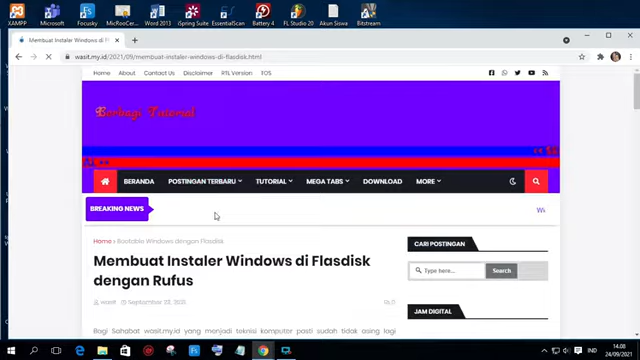 XAMPP
Microsoft
Focusky
MicRooCer...
Word 2013
iSpring Suite
EssentialScan
Battery 4
FL Studio 20
Akun Siswa
Bitstream
Membuat Instaler Windows di Flas
wasit.my.id/2021/09/membuat-instaler-windows-di-flasdisk.html
Home About Contact Us Disclaimer RTL Version TOS
Berbagi Tutorial
BERANDA POSTINGAN TERBARU TUTORIAL MEGA TABS DOWNLOAD MORE
BREAKING NEWS
Home » Bootable Windows dengan Flasdisk
Membuat Instaler Windows di Flasdisk
dengan Rufus
wasit September 23, 2021
Bagi Sahabat wasit.my.id yang menjadi teknisi komputer pasti sudah tidak asing lagi
CARI POSTINGAN
Type here... Search
JAM DIGITAL
IND
14.08
24/09/2021